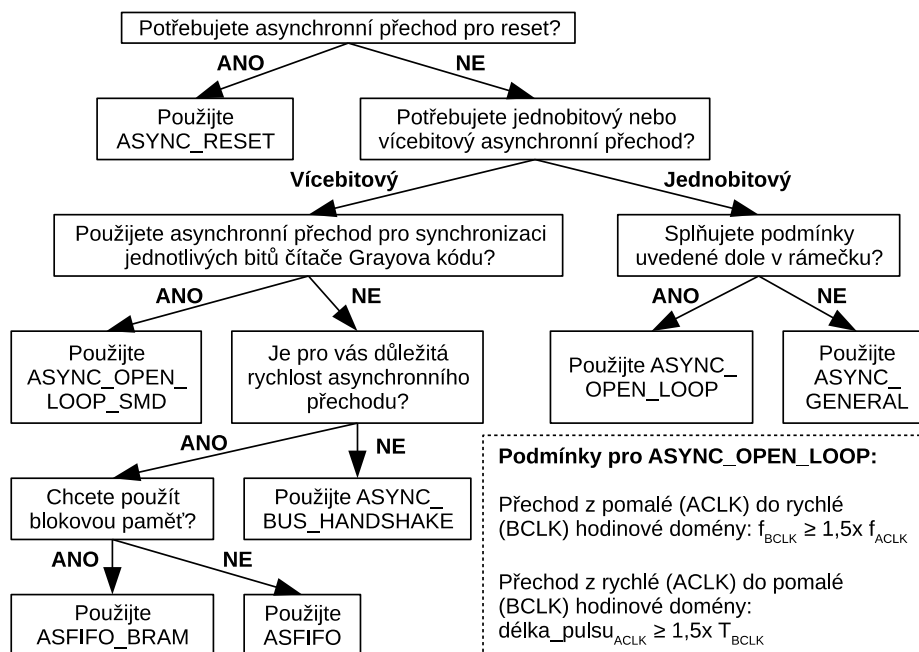 Potřebujete asynchronní přechod pro reset?
ANO
NE
Použijte
ASYNC_RESET
Potřebujete jednobitový nebo
vícebitový asynchronní přechod?
Vícebitový
Jednobitový
Použijete asynchronní přechod pro synchronizaci
jednotlivých bitů čítače Grayova kódu?
Splňujete podmínky
uvedené dole v rámečku?
ANO
NE
ANO
NE
Použijte
ASYNC_OPEN_
LOOP_SMD
Je pro vás důležitá
rychlost asynchronního
přechodu?
Použijte ASYNC_
OPEN_LOOP
Použijte
ASYNC_
GENERAL
ANO
NE
Chcete použít
blokovou paměť?
Použijte ASYNC_
BUS_HANDSHAKE
ANO
NE
Použijte
ASFIFO_BRAM
Použijte
ASFIFO
Podmínky pro ASYNC_OPEN_LOOP:
Přechod z pomalé (ACLK) do rychlé
(BCLK) hodinové domény: f_BCLK ≥ 1,5x f_ACLK
Přechod z rychlé (ACLK) do pomalé
(BCLK) hodinové domény:
délka_pulsu_ACLK ≥ 1,5x T_BCLK